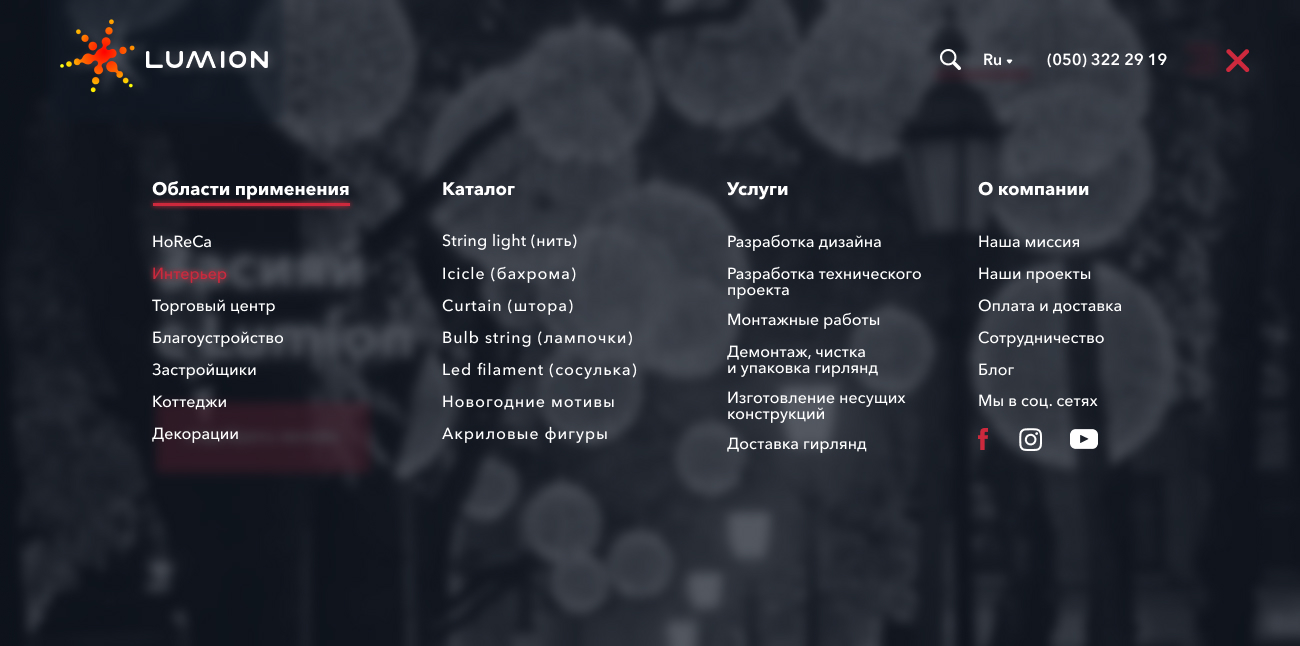 LUMION
Ru
(050) 322 29 19
Области применения
HoReCa
Интерьер
Торговый центр
Благоустройство
Застройщики
Коттеджи
Декорации
Каталог
String light (нить)
Icicle (бахрома)
Curtain (штора)
Bulb string (лампочки)
Led filament (сосулька)
Новогодние мотивы
Акриловые фигуры
Услуги
Разработка дизайна
Разработка технического
проекта
Монтажные работы
Демонтаж, чистка
и упаковка гирлянд
Изготовление несущих
конструкций
Доставка гирлянд
О компании
Наша миссия
Наши проекты
Оплата и доставка
Сотрудничество
Блог
Мы в соц. сетях